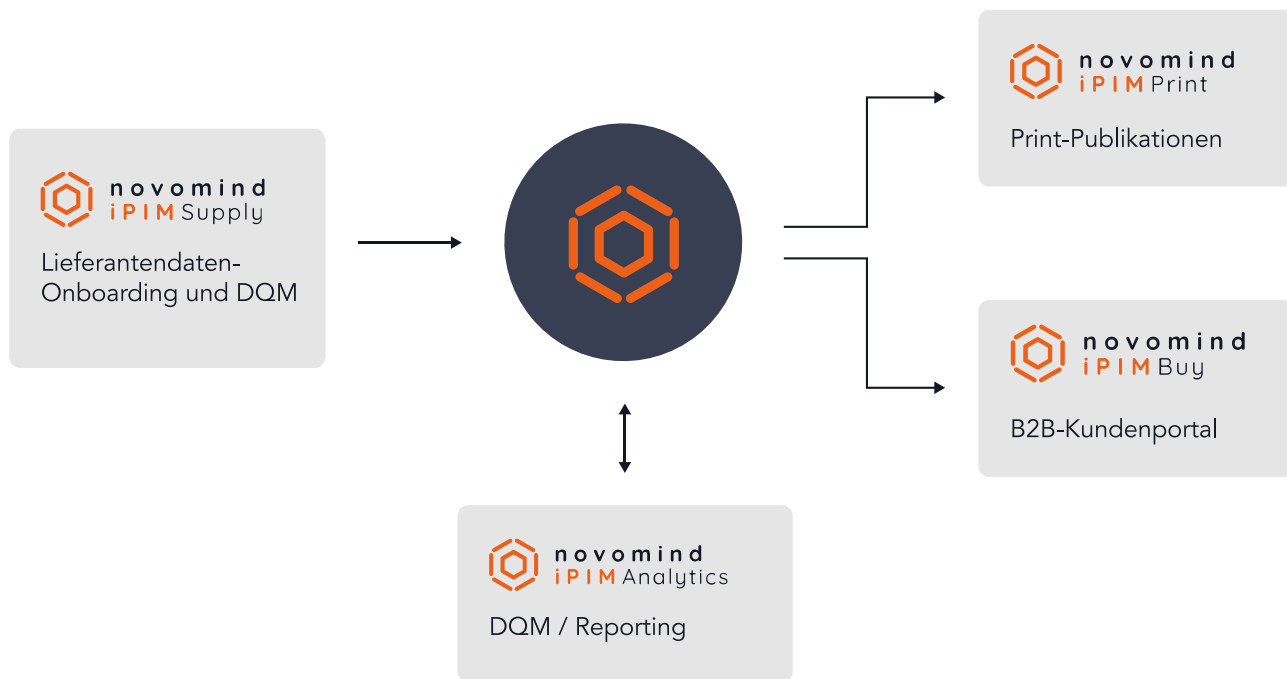 novomind
iPIM Supply
Lieferantendaten-
Onboarding und DQM
novomind
iPIM Print
Print-Publikationen
novomind
iPIM Buy
B2B-Kundenportal
novomind
iPIM Analytics
DQM / Reporting